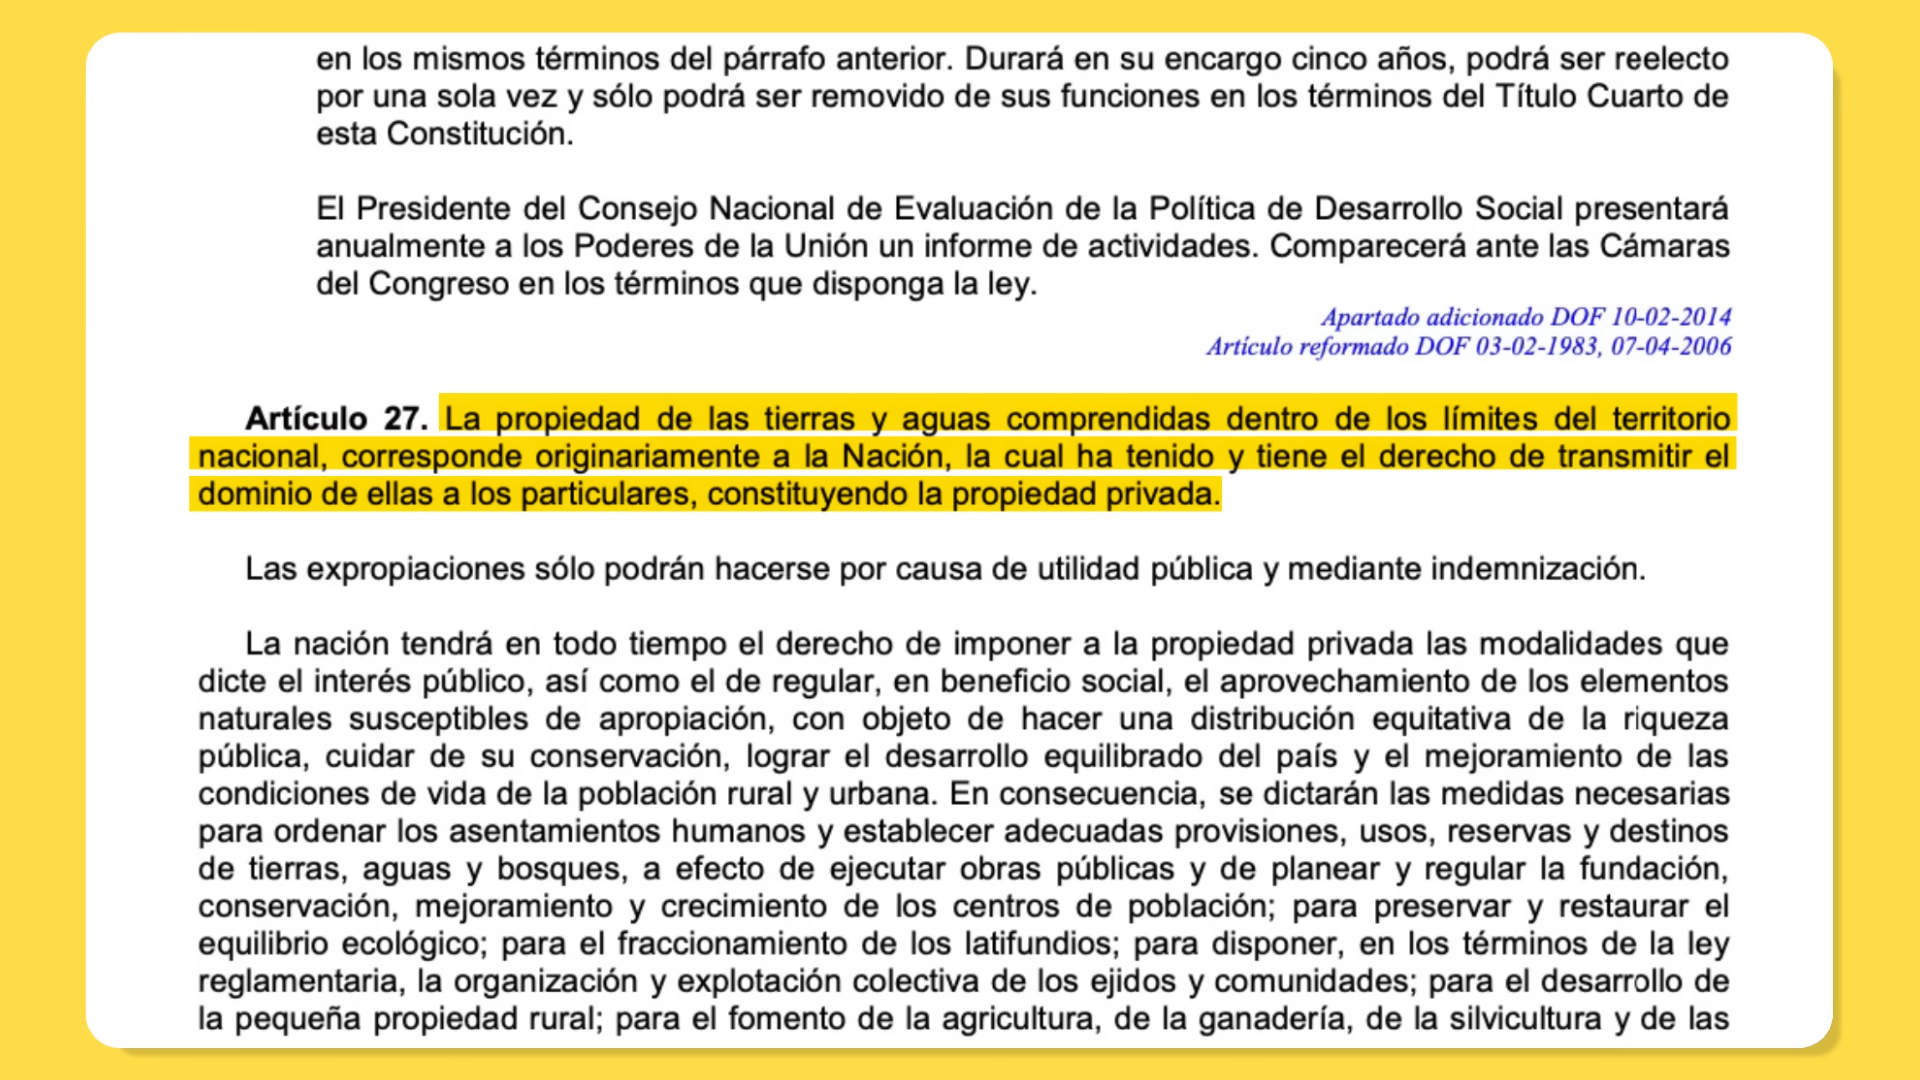 en los mismos términos del párrafo anterior. Durará en su encargo cinco años, podrá ser reelecto
por una sola vez y sólo podrá ser removido de sus funciones en los términos del Título Cuarto de
esta Constitución.
El Presidente del Consejo Nacional de Evaluación de la Política de Desarrollo Social presentará
anualmente a los Poderes de la Unión un informe de actividades. Comparecerá ante las Cámaras
del Congreso en los términos que disponga la ley.
Apartado adicionado DOF 10-02-2014
Artículo reformado DOF 03-02-1983, 07-04-2006
Artículo 27. La propiedad de las tierras y aguas comprendidas dentro de los límites del territorio
nacional, corresponde originariamente a la Nación, la cual ha tenido y tiene el derecho de transmitir el
dominio de ellas a los particulares, constituyendo la propiedad privada.
Las expropiaciones sólo podrán hacerse por causa de utilidad pública y mediante indemnización.
La nación tendrá en todo tiempo el derecho de imponer a la propiedad privada las modalidades que
dicte el interés público, así como el de regular, en beneficio social, el aprovechamiento de los elementos
naturales susceptibles de apropiación, con objeto de hacer una distribución equitativa de la riqueza
pública, cuidar de su conservación, lograr el desarrollo equilibrado del país y el mejoramiento de las
condiciones de vida de la población rural y urbana. En consecuencia, se dictarán las medidas necesarias
para ordenar los asentamientos humanos y establecer adecuadas provisiones, usos, reservas y destinos
de tierras, aguas y bosques, a efecto de ejecutar obras públicas y de planear y regular la fundación,
conservación, mejoramiento y crecimiento de los centros de población; para preservar y restaurar el
equilibrio ecológico; para el fraccionamiento de los latifundios; para disponer, en los términos de la ley
reglamentaria, la organización y explotación colectiva de los ejidos y comunidades; para el desarrollo de
la pequeña propiedad rural; para el fomento de la agricultura, de la ganadería, de la silvicultura y de las